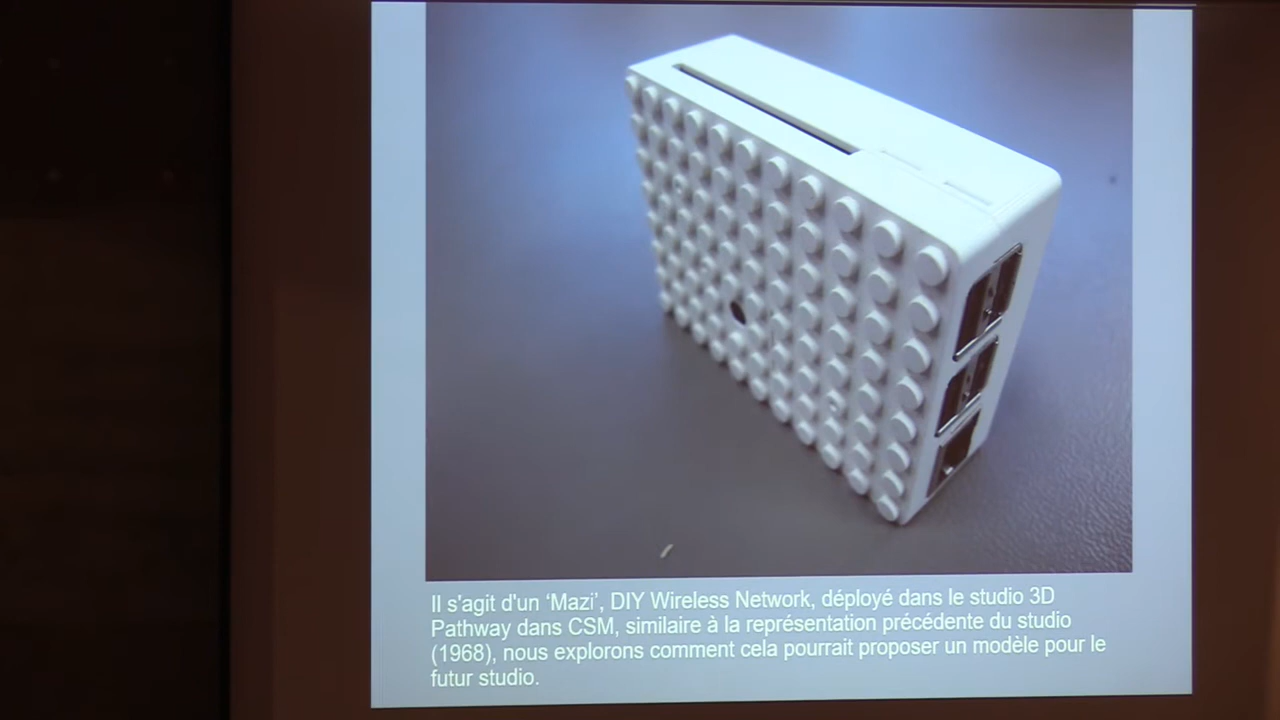 Il s'agit d'un ‘Mazi’, DIY Wireless Network, déployé dans le studio 3D
Pathway dans CSM, similaire à la représentation précédente du studio
(1968), nous explorons comment cela pourrait proposer un modèle pour le
futur studio.